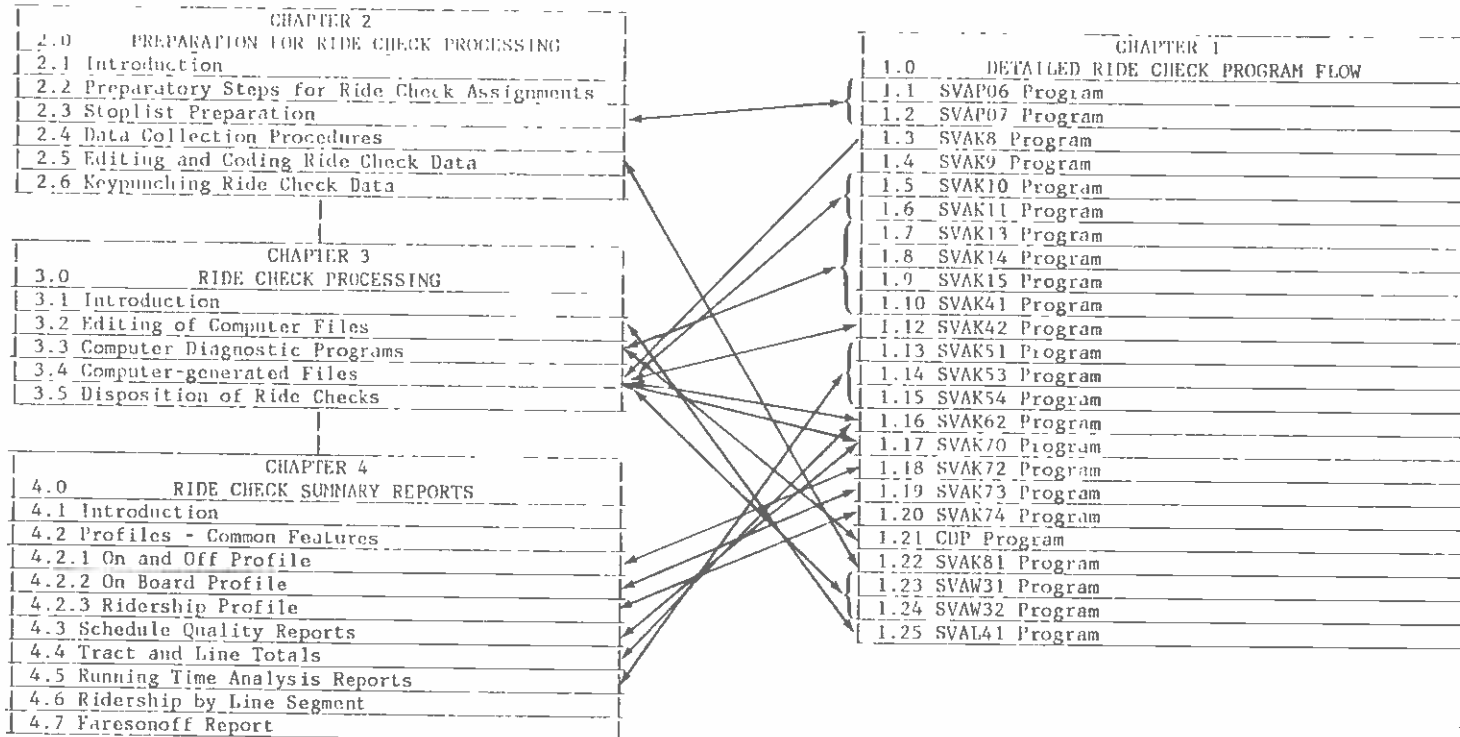 CHAPTER 2
2.0 PREPARATION FOR RIDE CHECK PROCESSING
2.1 Introduction
2.2 Preparatory Steps for Ride Check Assignments
2.3 Stoplist Preparation
2.4 Data Collection Procedures
2.5 Editing and Coding Ride Check Data
2.6 Keypunching Ride Check Data
CHAPTER 3
3.0 RIDE CHECK PROCESSING
3.1 Introduction
3.2 Editing of Computer Files
3.3 Computer Diagnostic Programs
3.4 Computer-generated Files
3.5 Disposition of Ride Checks
CHAPTER 4
4.0 RIDE CHECK SUMMARY REPORTS
4.1 Introduction
4.2 Profiles - Common Features
4.2.1 On and Off Profile
4.2.2 On Board Profile
4.2.3 Ridership Profile
4.3 Schedule Quality Reports
4.4 Tract and Line Totals
4.5 Running Time Analysis Reports
4.6 Ridership by Line Segment
4.7 Faresonoff Report
CHAPTER 1
1.0 DETAILED RIDE CHECK PROGRAM FLOW
1.1 SVAP06 Program
1.2 SVAP07 Program
1.3 SVAK8 Program
1.4 SVAK9 Program
1.5 SVAK10 Program
1.6 SVAK11 Program
1.7 SVAK13 Program
1.8 SVAK14 Program
1.9 SVAK15 Program
1.10 SVAK41 Program
1.12 SVAK42 Program
1.13 SVAK51 Program
1.14 SVAK53 Program
1.15 SVAK54 Program
1.16 SVAK62 Program
1.17 SVAK70 Program
1.18 SVAK72 Program
1.19 SVAK73 Program
1.20 SVAK74 Program
1.21 CDP Program
1.22 SVAK81 Program
1.23 SVAW31 Program
1.24 SVAW32 Program
1.25 SVAL41 Program